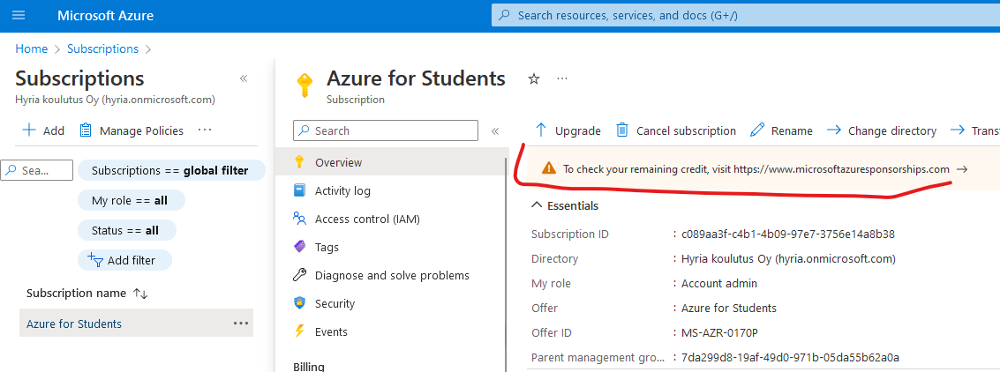 Microsoft Azure
Search resources, services, and docs (G+/)
Home > Subscriptions >
Subscriptions
Hyria koulutus Oy (hyria.onmicrosoft.com)
Add Manage Policies ...
Sea...
Subscriptions == global filter
My role == all
Status == all
Add filter
Subscription name
Azure for Students ...
Azure for Students ...
Subscription
Search
Overview
Activity log
Access control (IAM)
Tags
Diagnose and solve problems
Security
Events
Billing
Upgrade Cancel subscription Rename Change directory Trans
To check your remaining credit, visit https://www.microsoftazuresponsorships.com →
Essentials
Subscription ID : c089aa3f-c4b1-4b09-97e7-3756e14a8b38
Directory : Hyria koulutus Oy (hyria.onmicrosoft.com)
My role : Account admin
Offer : Azure for Students
Offer ID : MS-AZR-0170P
Parent management gro... : 7da299d8-19af-49d0-971b-05da55b62a0a